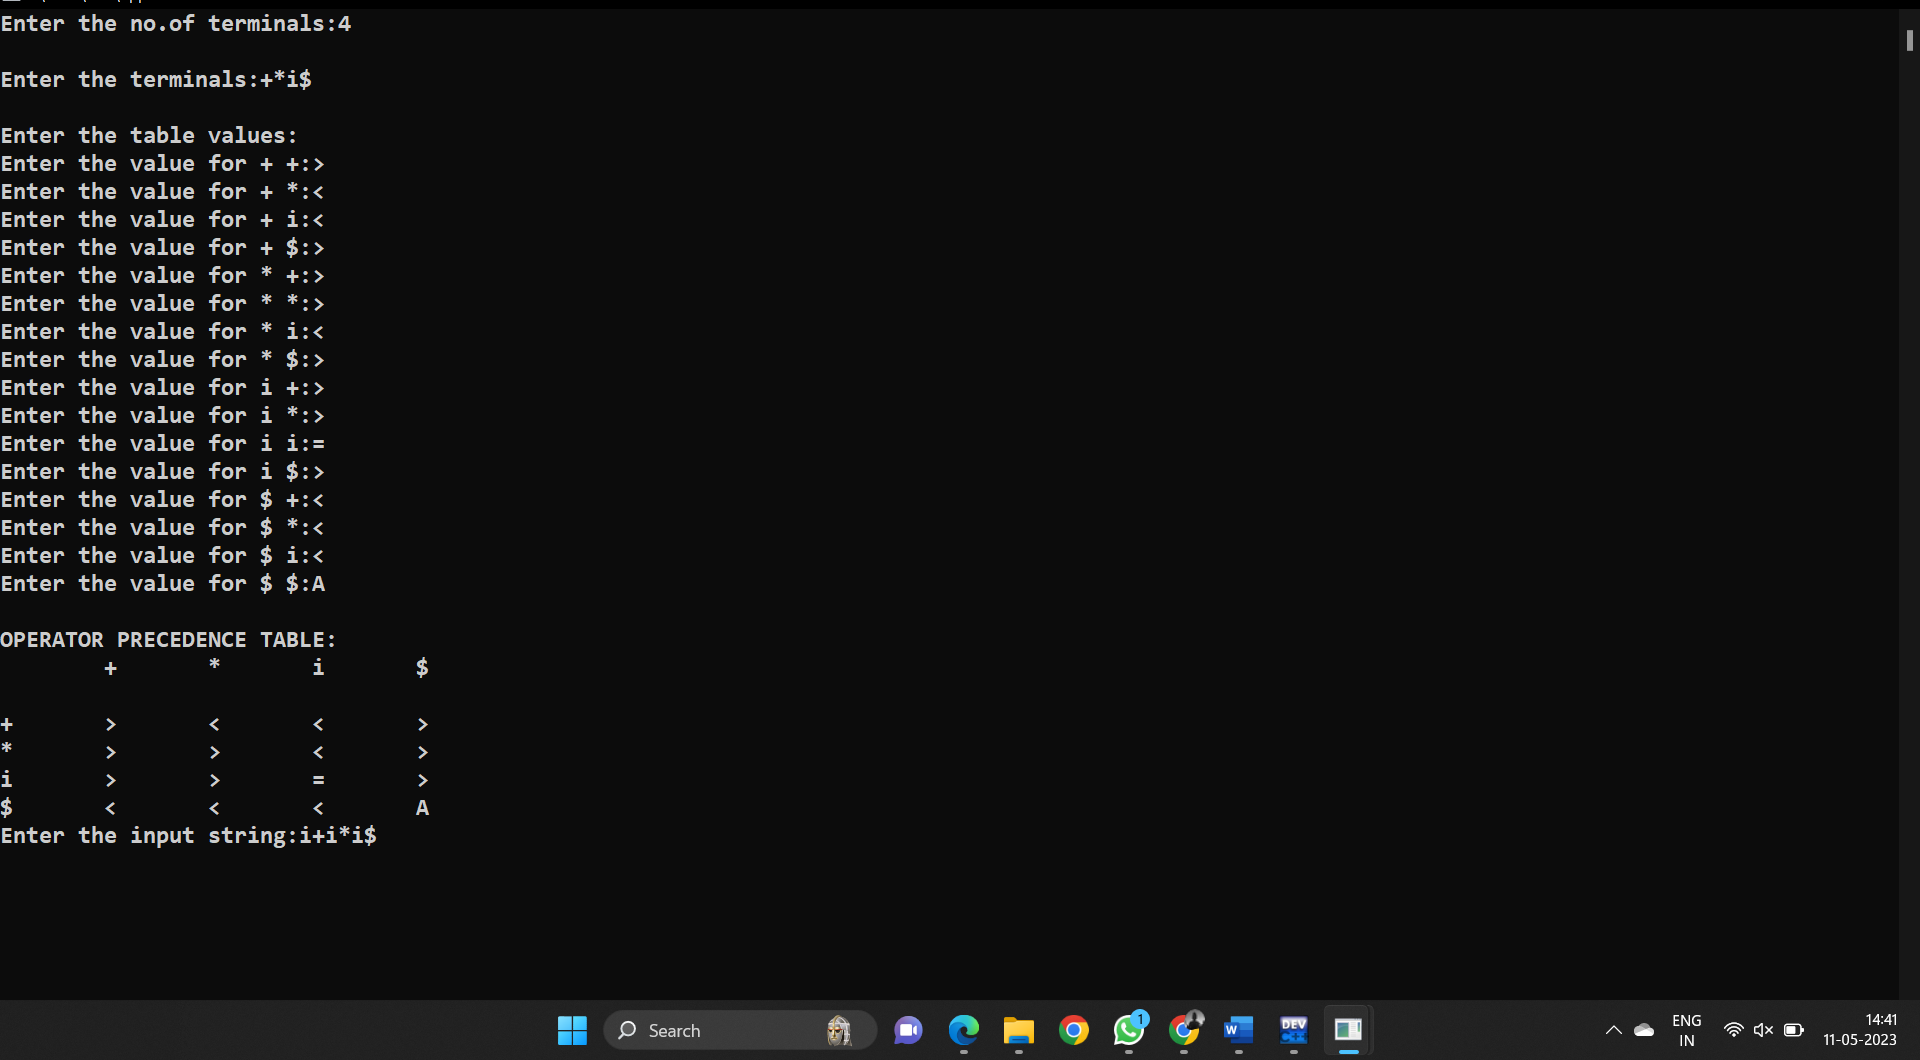 Enter the no.of terminals:4
Enter the terminals:+*i$
Enter the table values:
Enter the value for + +:>
Enter the value for + *:<
Enter the value for + i:<
Enter the value for + $:>
Enter the value for * +:>
Enter the value for * *:>
Enter the value for * i:<
Enter the value for * $:>
Enter the value for i +:>
Enter the value for i *:>
Enter the value for i i:=
Enter the value for i $:>
Enter the value for $ +:<
Enter the value for $ *:<
Enter the value for $ i:<
Enter the value for $ $:A
OPERATOR PRECEDENCE TABLE:
+ * i $
+ > < < >
* > > < >
i > > = >
$ < < < A
Enter the input string:i+i*i$
Search
1
W
DEV
C++
ENG
IN
14:41
11-05-2023